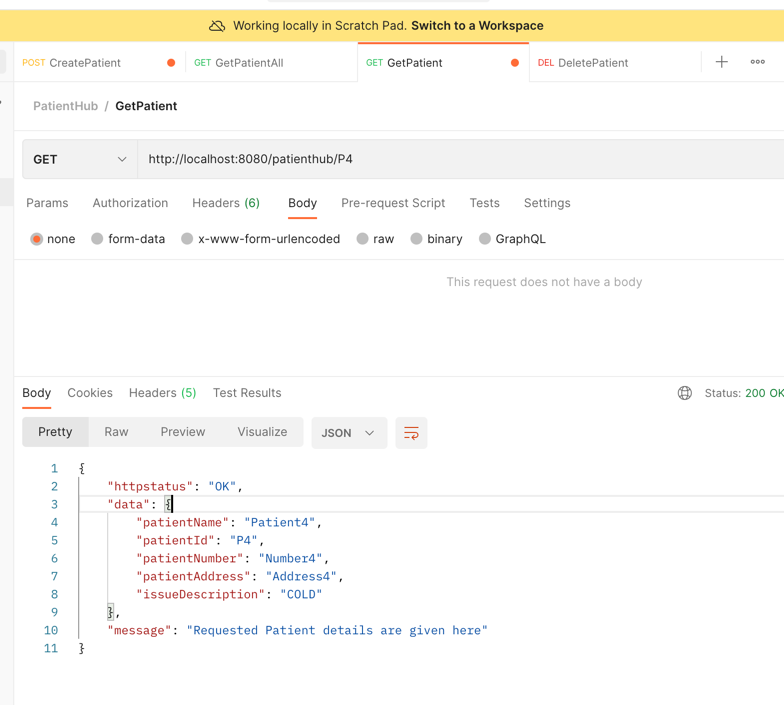 Working locally in Scratch Pad. Switch to a Workspace
POST CreatePatient GET GetPatientAll GET GetPatient DEL DeletePatient
PatientHub / GetPatient
GET http://localhost:8080/patienthub/P4
Params Authorization Headers (6) Body Pre-request Script Tests Settings
none form-data x-www-form-urlencoded raw binary GraphQL
This request does not have a body
Body Cookies Headers (5) Test Results Status: 200 OK
Pretty Raw Preview Visualize JSON
1 {
2 "httpstatus": "OK",
3 "data": {
4 "patientName": "Patient4",
5 "patientId": "P4",
6 "patientNumber": "Number4",
7 "patientAddress": "Address4",
8 "issueDescription": "COLD"
9 },
10 "message": "Requested Patient details are given here"
11 }